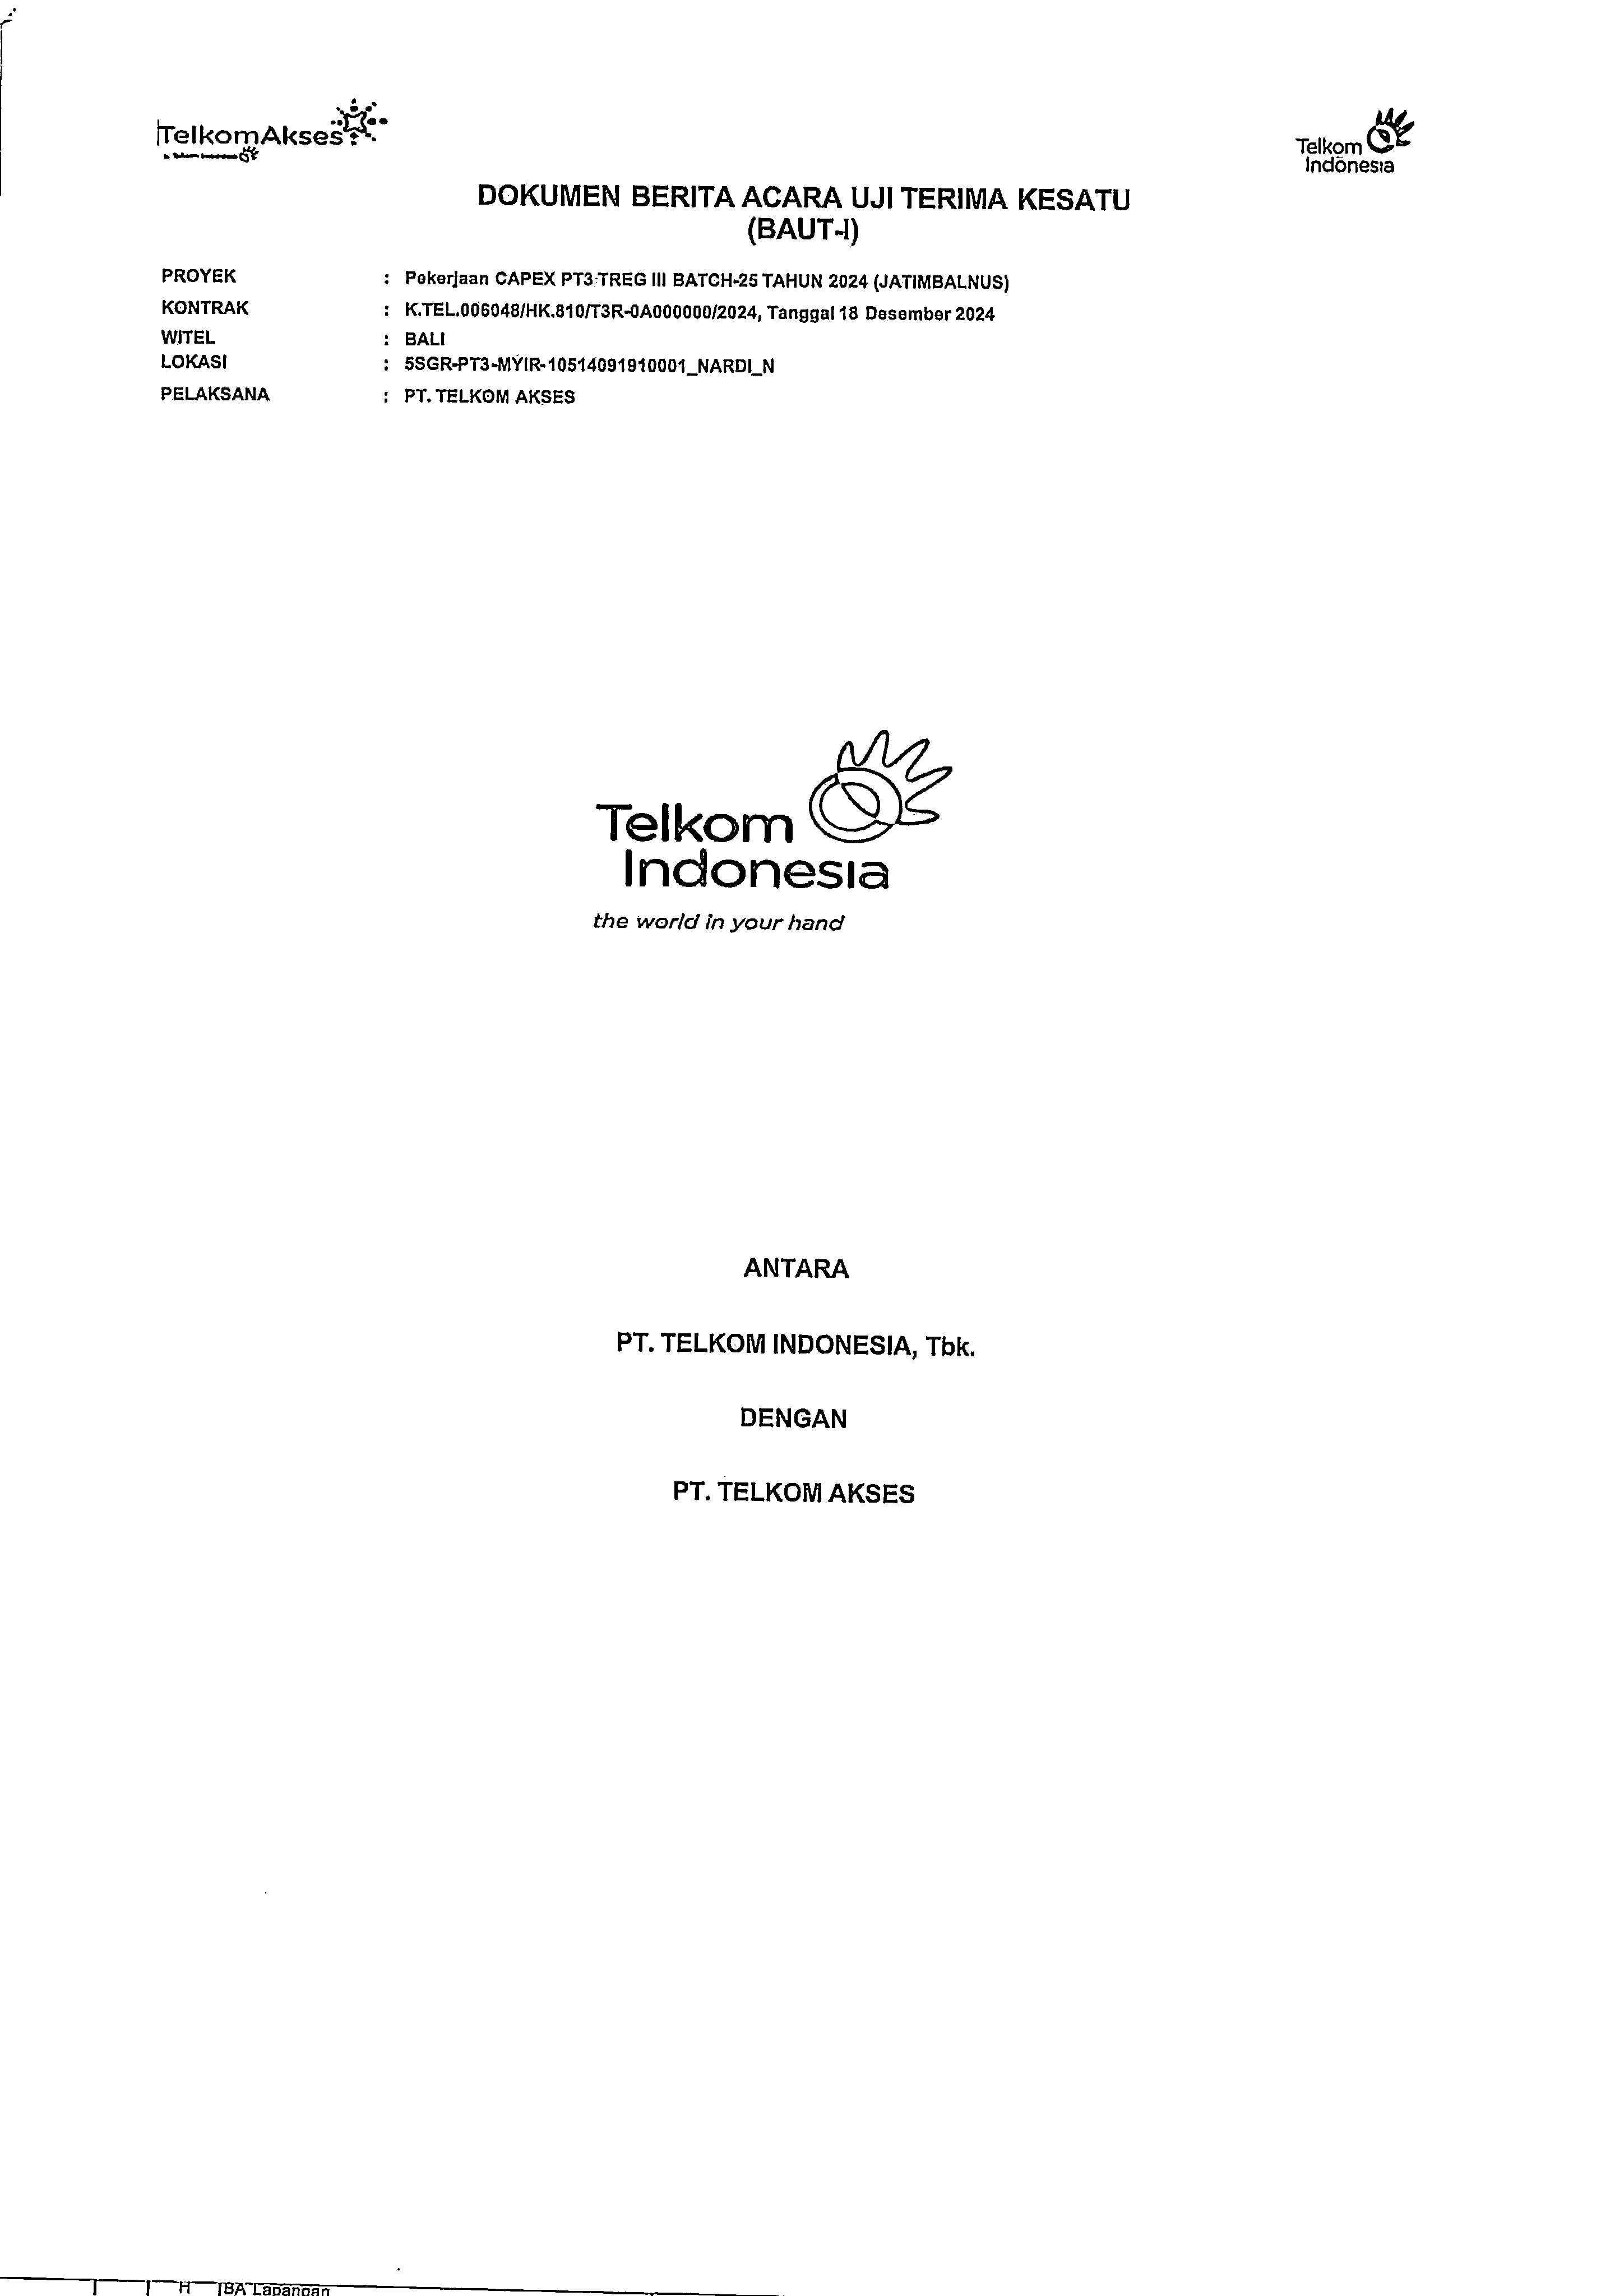 TelkomAkses
Telkom
Indonesia
DOKUMEN BERITA ACARA UJI TERIMA KESATU
(BAUT-I)
PROYEK : Pekerjaan CAPEX PT3 TREG III BATCH-25 TAHUN 2024 (JATIMBALNUS)
KONTRAK : K.TEL.006048/HK.810/T3R-0A000000/2024, Tanggal 18 Desember 2024
WITEL : BALI
LOKASI : 5SGR-PT3-MYIR-10514091910001_NARDI_N
PELAKSANA : PT. TELKOM AKSES
Telkom
Indonesia
the world in your hand
ANTARA
PT. TELKOM INDONESIA, Tbk.
DENGAN
PT. TELKOM AKSES
H BA Lapangan